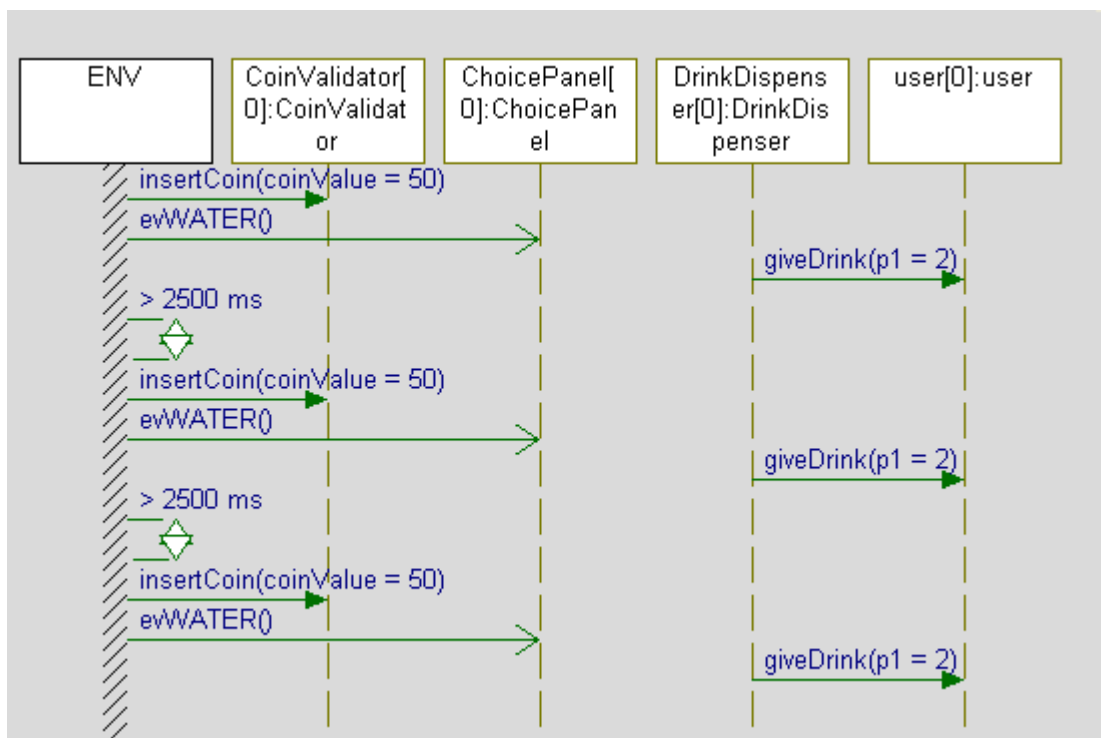 ENV
CoinValidator[
0]:CoinValidat
or
ChoicePanel[
0]:ChoicePan
el
DrinkDispens
er[0]:DrinkDis
penser
user[0]:user
insertCoin(coinValue = 50)
evWATER()
giveDrink(p1 = 2)
> 2500 ms
insertCoin(coinValue = 50)
evWATER()
giveDrink(p1 = 2)
> 2500 ms
insertCoin(coinValue = 50)
evWATER()
giveDrink(p1 = 2)